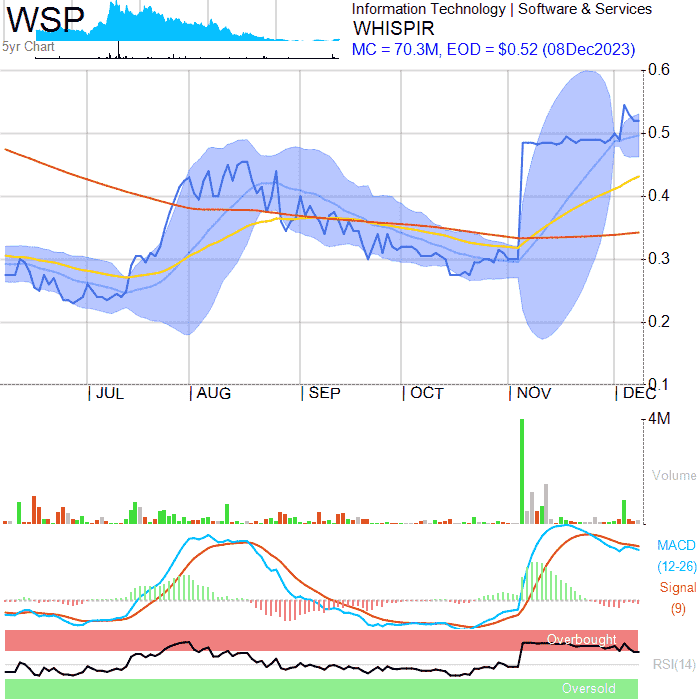 WSP
5yr Chart
Information Technology | Software & Services
WHISPIR
MC = 70.3M, EOD = $0.52 (08Dec2023)
0.6
0.5
0.4
0.3
0.2
0.1
| JUL | AUG | SEP | OCT | NOV | DEC
4M
Volume
MACD
(12-26)
Signal
(9)
Overbought
RSI(14)
Oversold